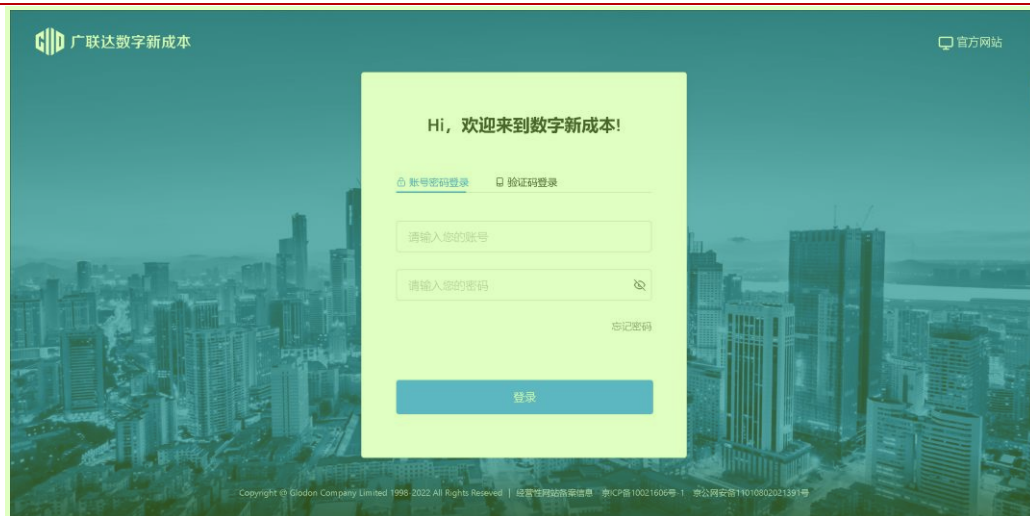 广联达数字新成本
官方网站
Hi，欢迎来到数字新成本!
账号密码登录 验证码登录
请输入您的账号
请输入您的密码
忘记密码
登录
Copyright @ Glodon Company Limited 1998-2022 All Rights Reseved | 经营性网站备案信息 京ICP备10021606号-1 京公网安备11010802021391号